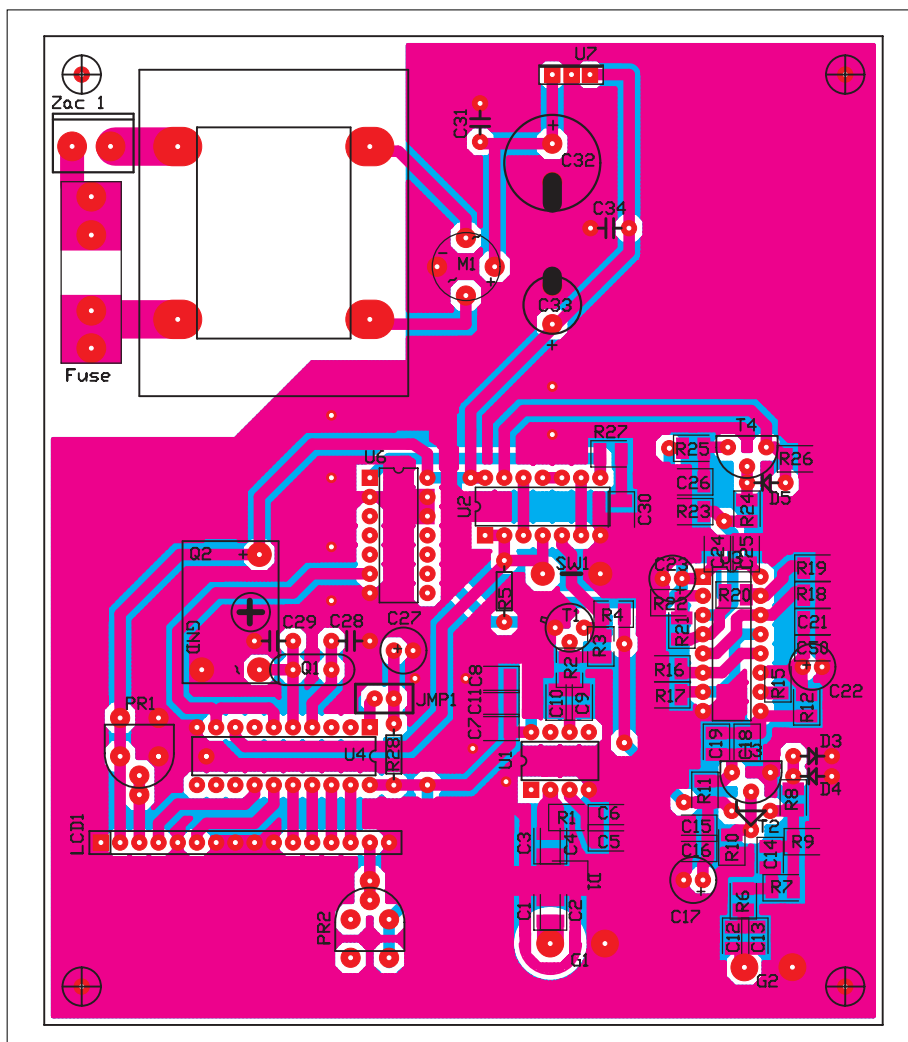 U7
Zac 1
C31
+
C32
C34
-
~
M1
~
+
C33
+
Fuse
T4
R27
R25
R26
U6
C26
D5
U2
C30
R23
R24
Q2
+
C24
C25
SW1
C23
R19
R5
R22
R20
R18
GND
C29
C28
C27
T1
R4
R21
C21
R3
C50
+
Q1
R2
R16
+
C22
C8
R15
JMP1
C11
R17
R12
PR1
C10
C9
C7
C19
C18
U4
R28
U1
D3
D4
R11
R8
LCD1
R1
C6
C15
T2
C3
C4
C5
C16
R10
C14
R9
D1
C17
+
R7
R6
PR2
C1
C2
C12
C13
G1
G2